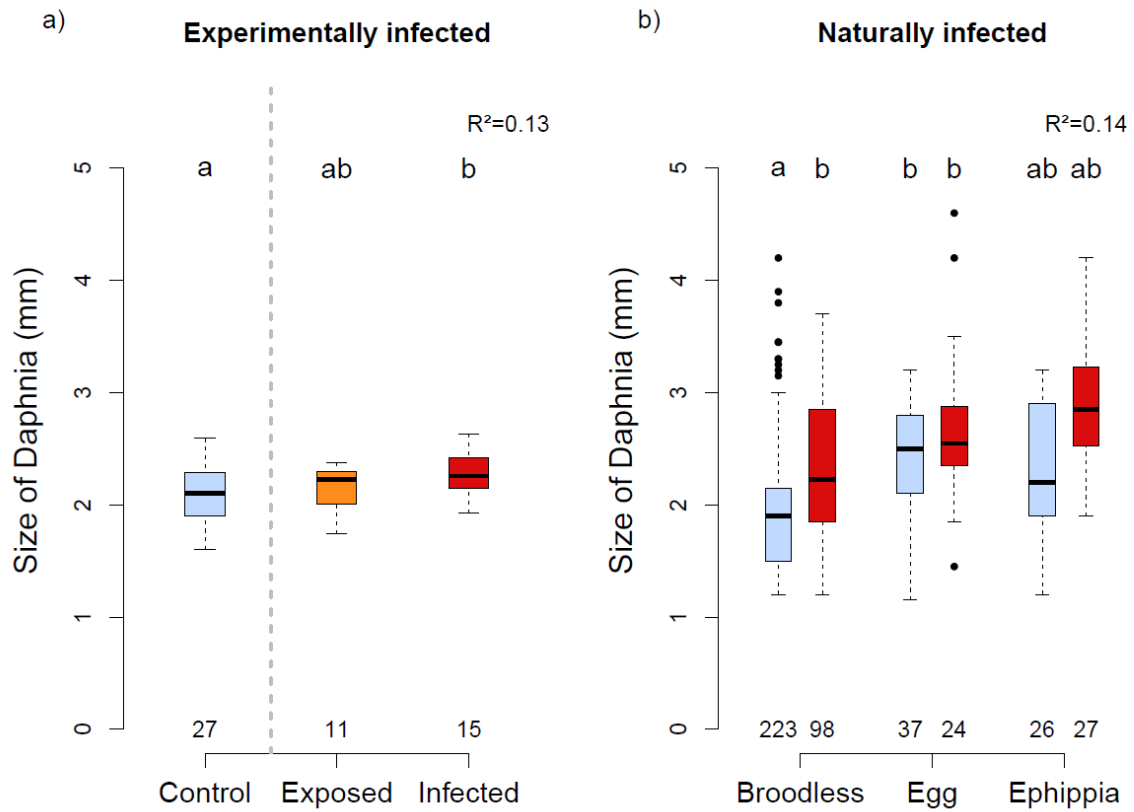 a)
Experimentally infected
R²=0.13
a ab b
5
4
3
2
1
0
Size of Daphnia (mm)
27 11 15
Control Exposed Infected
b)
Naturally infected
R²=0.14
a b b b ab ab
5
4
3
2
1
0
Size of Daphnia (mm)
223 98 37 24 26 27
Broodless Egg Ephippia